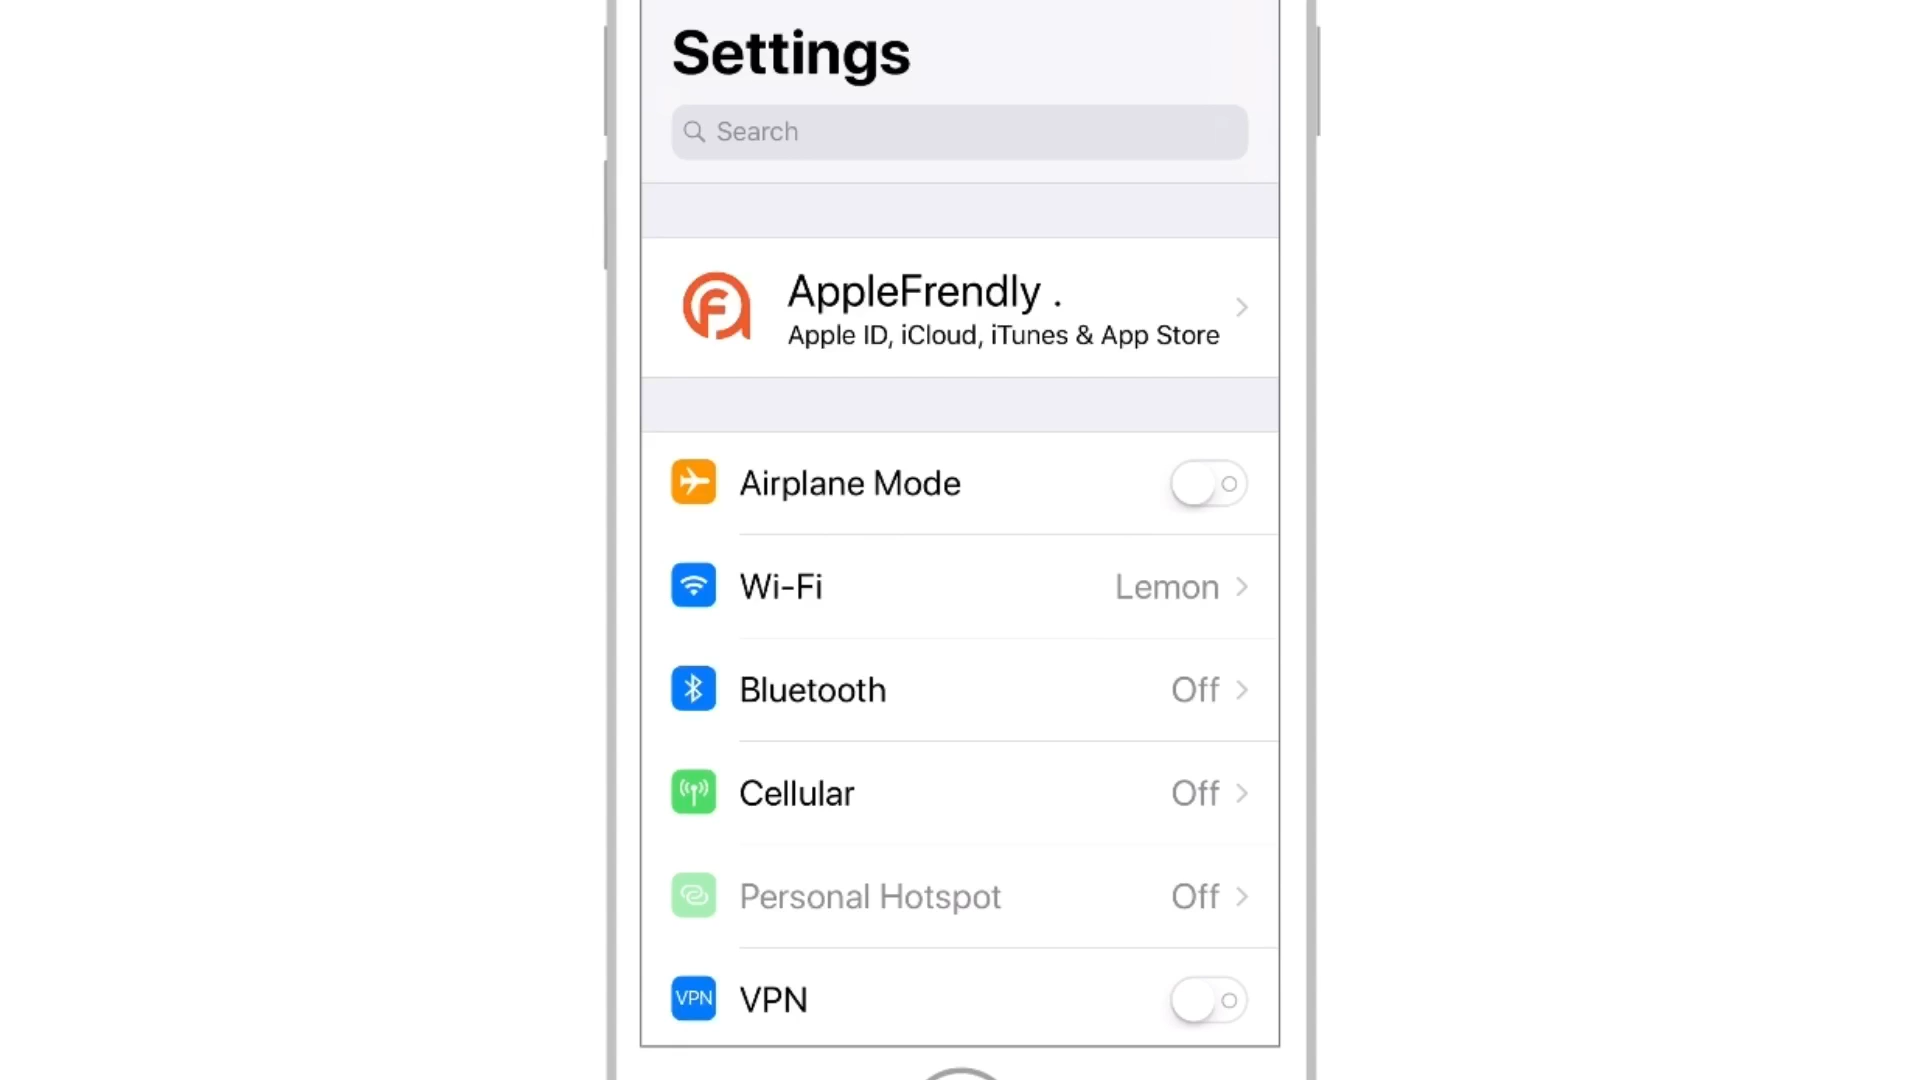 Settings
Search
AppleFrendly .
Apple ID, iCloud, iTunes & App Store
Airplane Mode
Wi-Fi Lemon
Bluetooth Off
Cellular Off
Personal Hotspot Off
VPN VPN